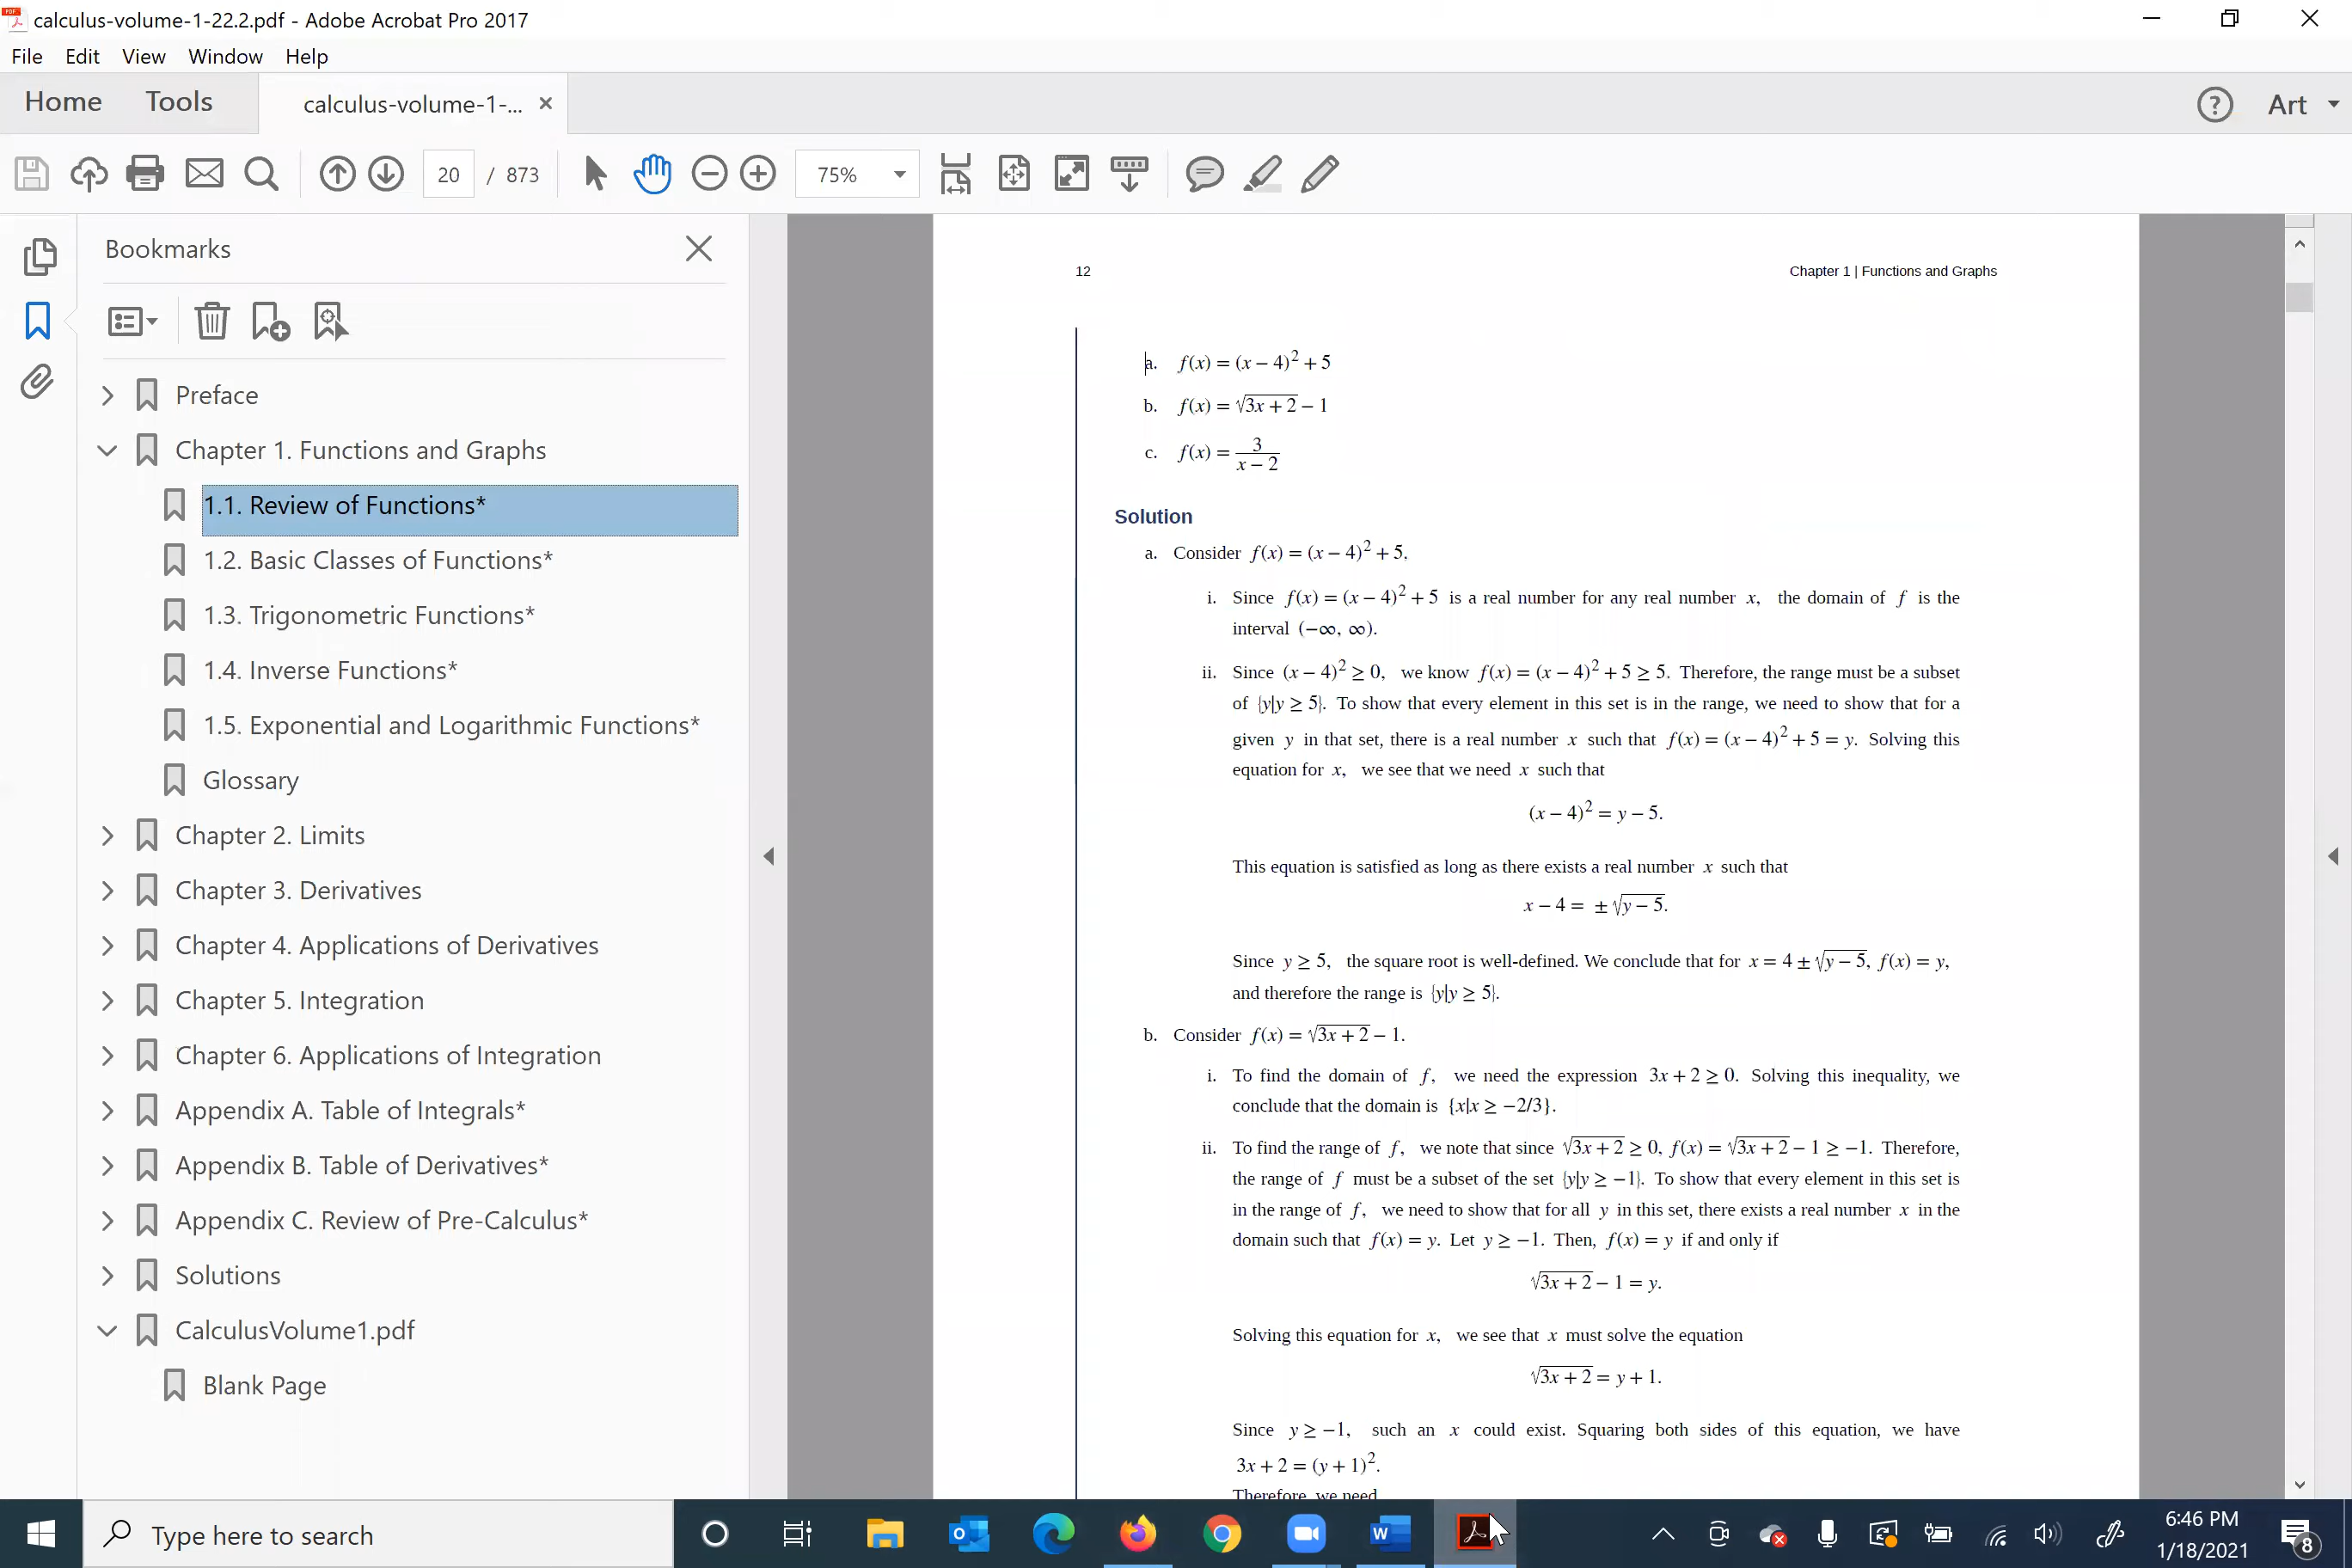 calculus-volume-1-22.2.pdf - Adobe Acrobat Pro 2017
File Edit View Window Help
Home Tools calculus-volume-1-... × Art
20 / 873 75%
Bookmarks
Preface
Chapter 1. Functions and Graphs
1.1. Review of Functions*
1.2. Basic Classes of Functions*
1.3. Trigonometric Functions*
1.4. Inverse Functions*
1.5. Exponential and Logarithmic Functions*
Glossary
Chapter 2. Limits
Chapter 3. Derivatives
Chapter 4. Applications of Derivatives
Chapter 5. Integration
Chapter 6. Applications of Integration
Appendix A. Table of Integrals*
Appendix B. Table of Derivatives*
Appendix C. Review of Pre-Calculus*
Solutions
CalculusVolume1.pdf
Blank Page
12 Chapter 1 | Functions and Graphs
a. f(x) = (x − 4)² + 5
b. f(x) = √(3x + 2) − 1
c. f(x) = 3/(x − 2)
Solution
a. Consider f(x) = (x − 4)² + 5.
i. Since f(x) = (x − 4)² + 5 is a real number for any real number x, the domain of f is the
interval (−∞, ∞).
ii. Since (x − 4)² ≥ 0, we know f(x) = (x − 4)² + 5 ≥ 5. Therefore, the range must be a subset
of {y|y ≥ 5}. To show that every element in this set is in the range, we need to show that for a
given y in that set, there is a real number x such that f(x) = (x − 4)² + 5 = y. Solving this
equation for x, we see that we need x such that
(x − 4)² = y − 5.
This equation is satisfied as long as there exists a real number x such that
x − 4 = ±√(y − 5).
Since y ≥ 5, the square root is well-defined. We conclude that for x = 4 ± √(y − 5), f(x) = y,
and therefore the range is {y|y ≥ 5}.
b. Consider f(x) = √(3x + 2) − 1.
i. To find the domain of f, we need the expression 3x + 2 ≥ 0. Solving this inequality, we
conclude that the domain is {x|x ≥ −2/3}.
ii. To find the range of f, we note that since √(3x + 2) ≥ 0, f(x) = √(3x + 2) − 1 ≥ −1. Therefore,
the range of f must be a subset of the set {y|y ≥ −1}. To show that every element in this set is
in the range of f, we need to show that for all y in this set, there exists a real number x in the
domain such that f(x) = y. Let y ≥ −1. Then, f(x) = y if and only if
√(3x + 2) − 1 = y.
Solving this equation for x, we see that x must solve the equation
√(3x + 2) = y + 1.
Since y ≥ −1, such an x could exist. Squaring both sides of this equation, we have
3x + 2 = (y + 1)².
Therefore, we need
Type here to search
6:46 PM
1/18/2021
8